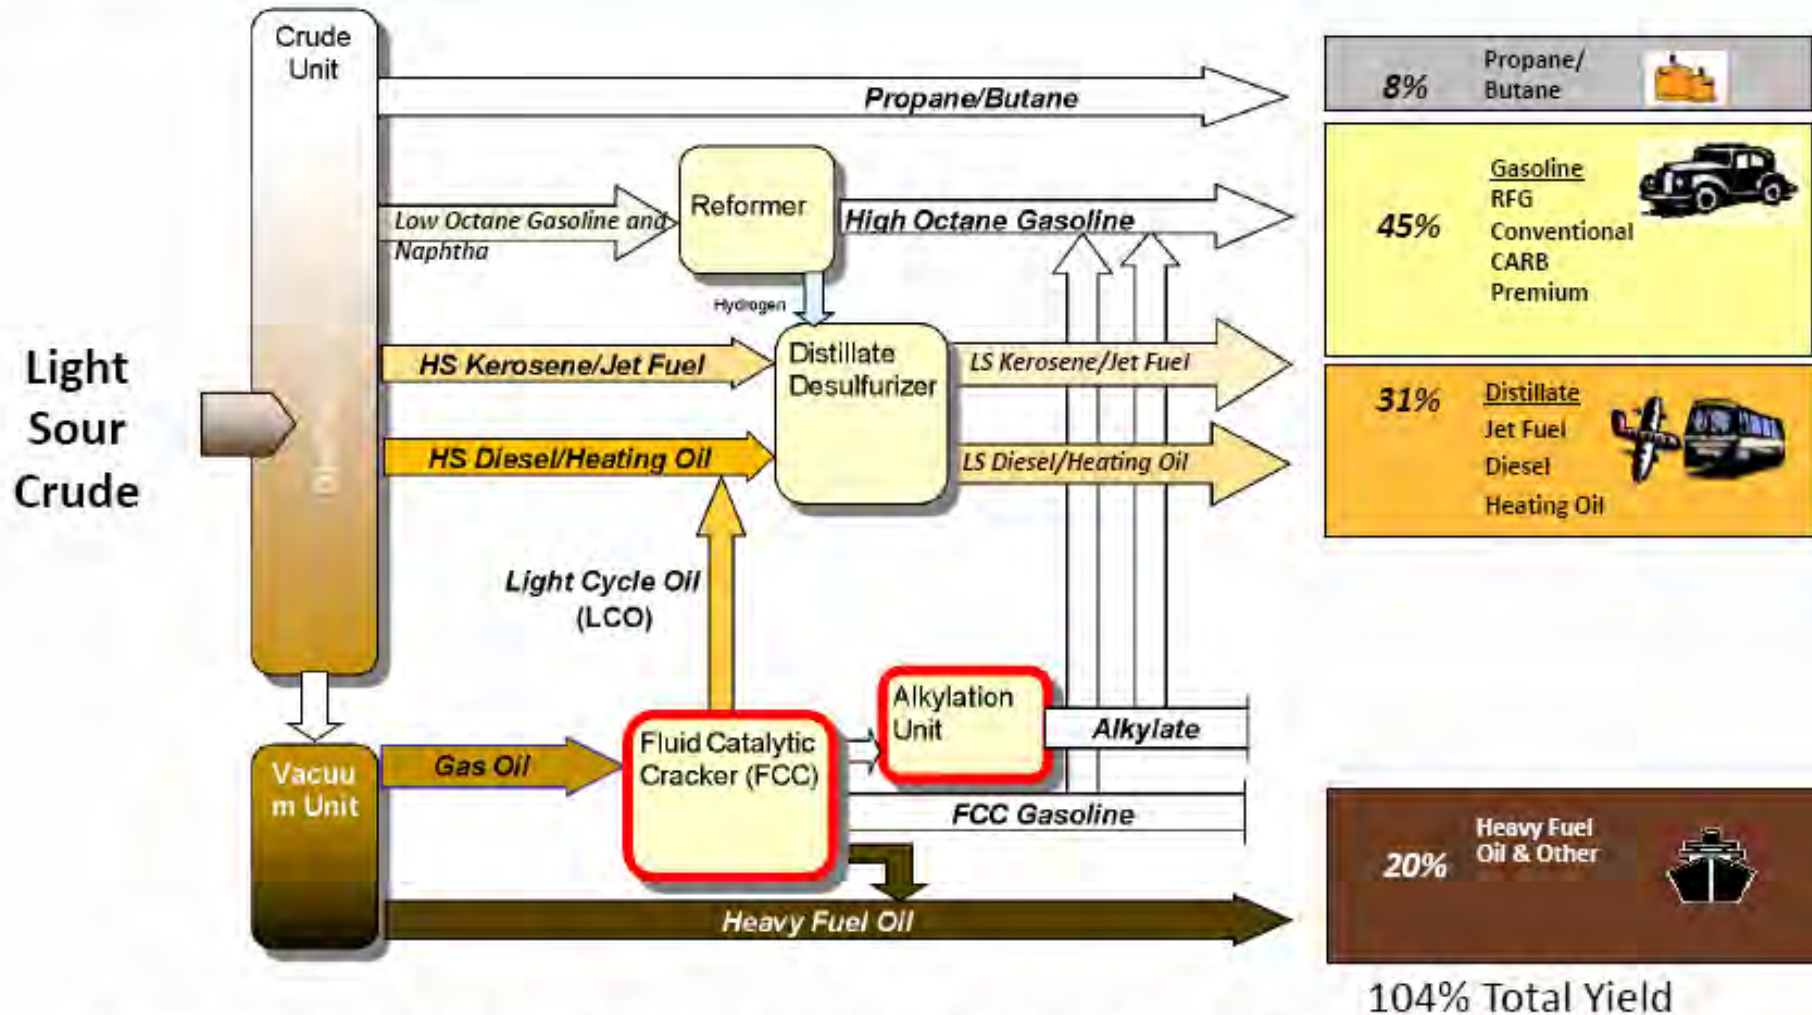 Crude
Unit
Propane/Butane
8%
Propane/
Butane
Low Octane Gasoline and
Naphtha
Reformer
High Octane Gasoline
Hydrogen
45%
Gasoline
RFG
Conventional
CARB
Premium
Light
Sour
Crude
HS Kerosene/Jet Fuel
HS Diesel/Heating Oil
Distillate
Desulfurizer
LS Kerosene/Jet Fuel
LS Diesel/Heating Oil
31%
Distillate
Jet Fuel
Diesel
Heating Oil
Light Cycle Oil
(LCO)
Vacuu
m Unit
Gas Oil
Fluid Catalytic
Cracker (FCC)
Alkylation
Unit
Alkylate
FCC Gasoline
Heavy Fuel Oil
20%
Heavy Fuel
Oil & Other
104% Total Yield